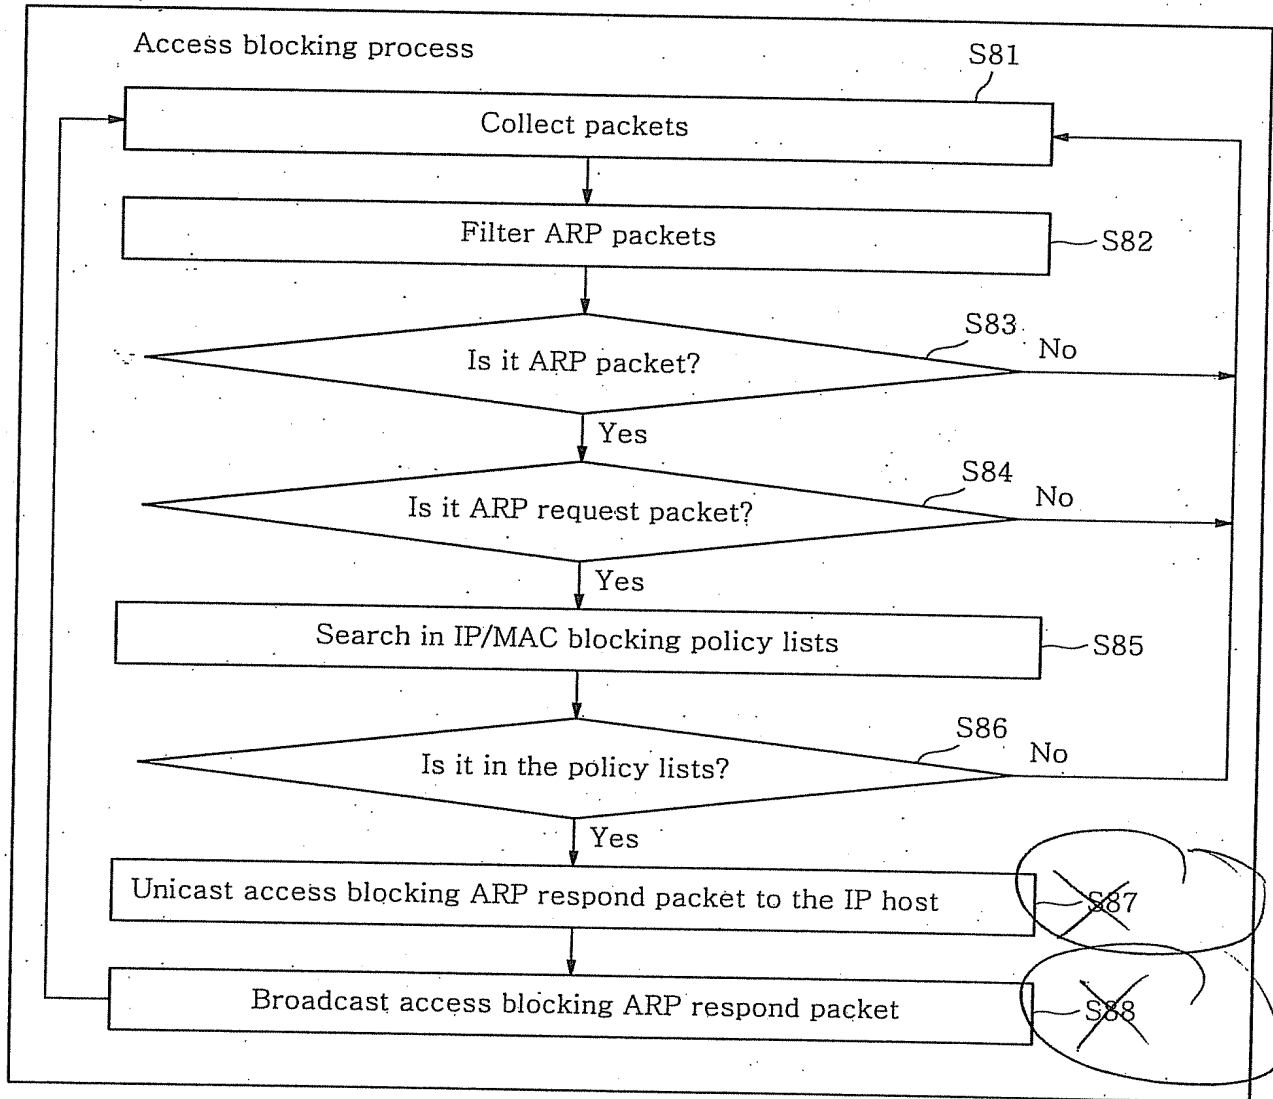 Access blocking process
S81
Collect packets
Filter ARP packets
S82
S83
Is it ARP packet?
No
Yes
S84
Is it ARP request packet?
No
Yes
Search in IP/MAC blocking policy lists
S85
S86
Is it in the policy lists?
No
Yes
Unicast access blocking ARP respond packet to the IP host
S87
Broadcast access blocking ARP respond packet
S88